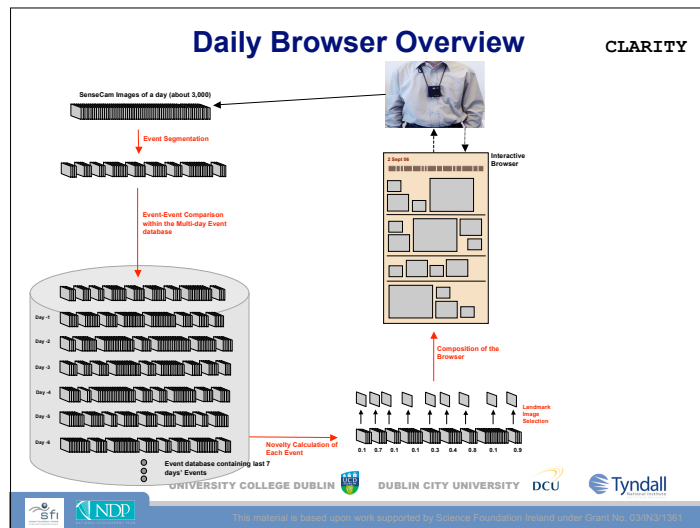 Daily Browser Overview
CLARITY
SenseCam Images of a day (about 3,000)
Event Segmentation
2 Sept 06
Interactive
Browser
Event-Event Comparison
within the Multi-day Event
database
Day -1
Day -2
Day -3
Day -4
Day -5
Day -6
Composition of the
Browser
Landmark
Image
Selection
Novelty Calculation of
Each Event
0.1 0.7 0.1 0.1 0.3 0.4 0.8 0.1 0.9
Event database containing last 7
days' Events
UNIVERSITY COLLEGE DUBLIN
UCD
DUBLIN CITY UNIVERSITY
DCU
Tyndall
National Institute
sfi
NDP
This material is based upon work supported by Science Foundation Ireland under Grant No. 03/IN3/1361